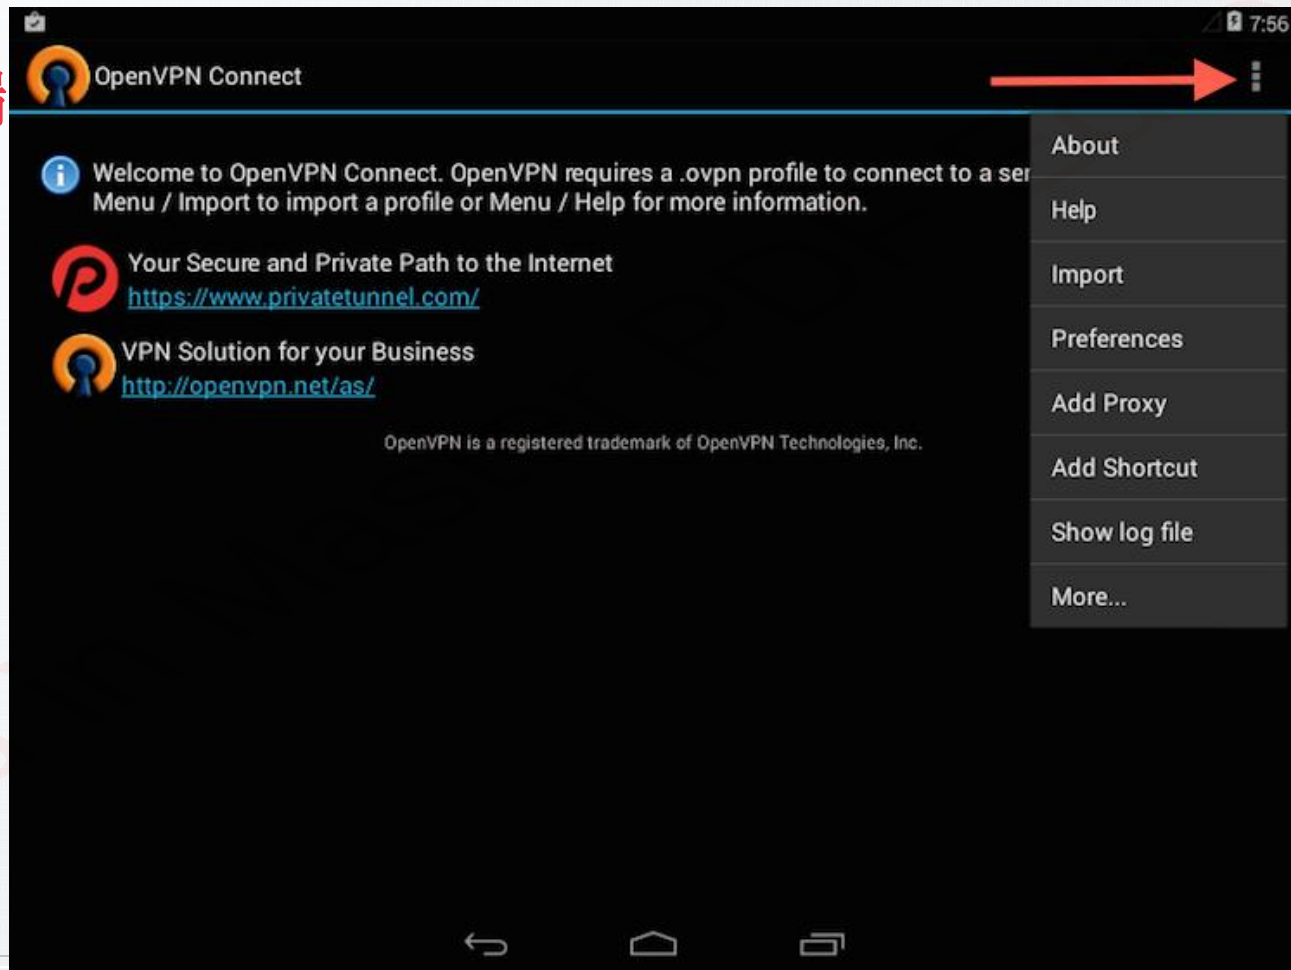 7:56
OpenVPN Connect
Welcome to OpenVPN Connect. OpenVPN requires a .ovpn profile to connect to a ser
Menu / Import to import a profile or Menu / Help for more information.
Your Secure and Private Path to the Internet
https://www.privatetunnel.com/
VPN Solution for your Business
http://openvpn.net/as/
OpenVPN is a registered trademark of OpenVPN Technologies, Inc.
About
Help
Import
Preferences
Add Proxy
Add Shortcut
Show log file
More...